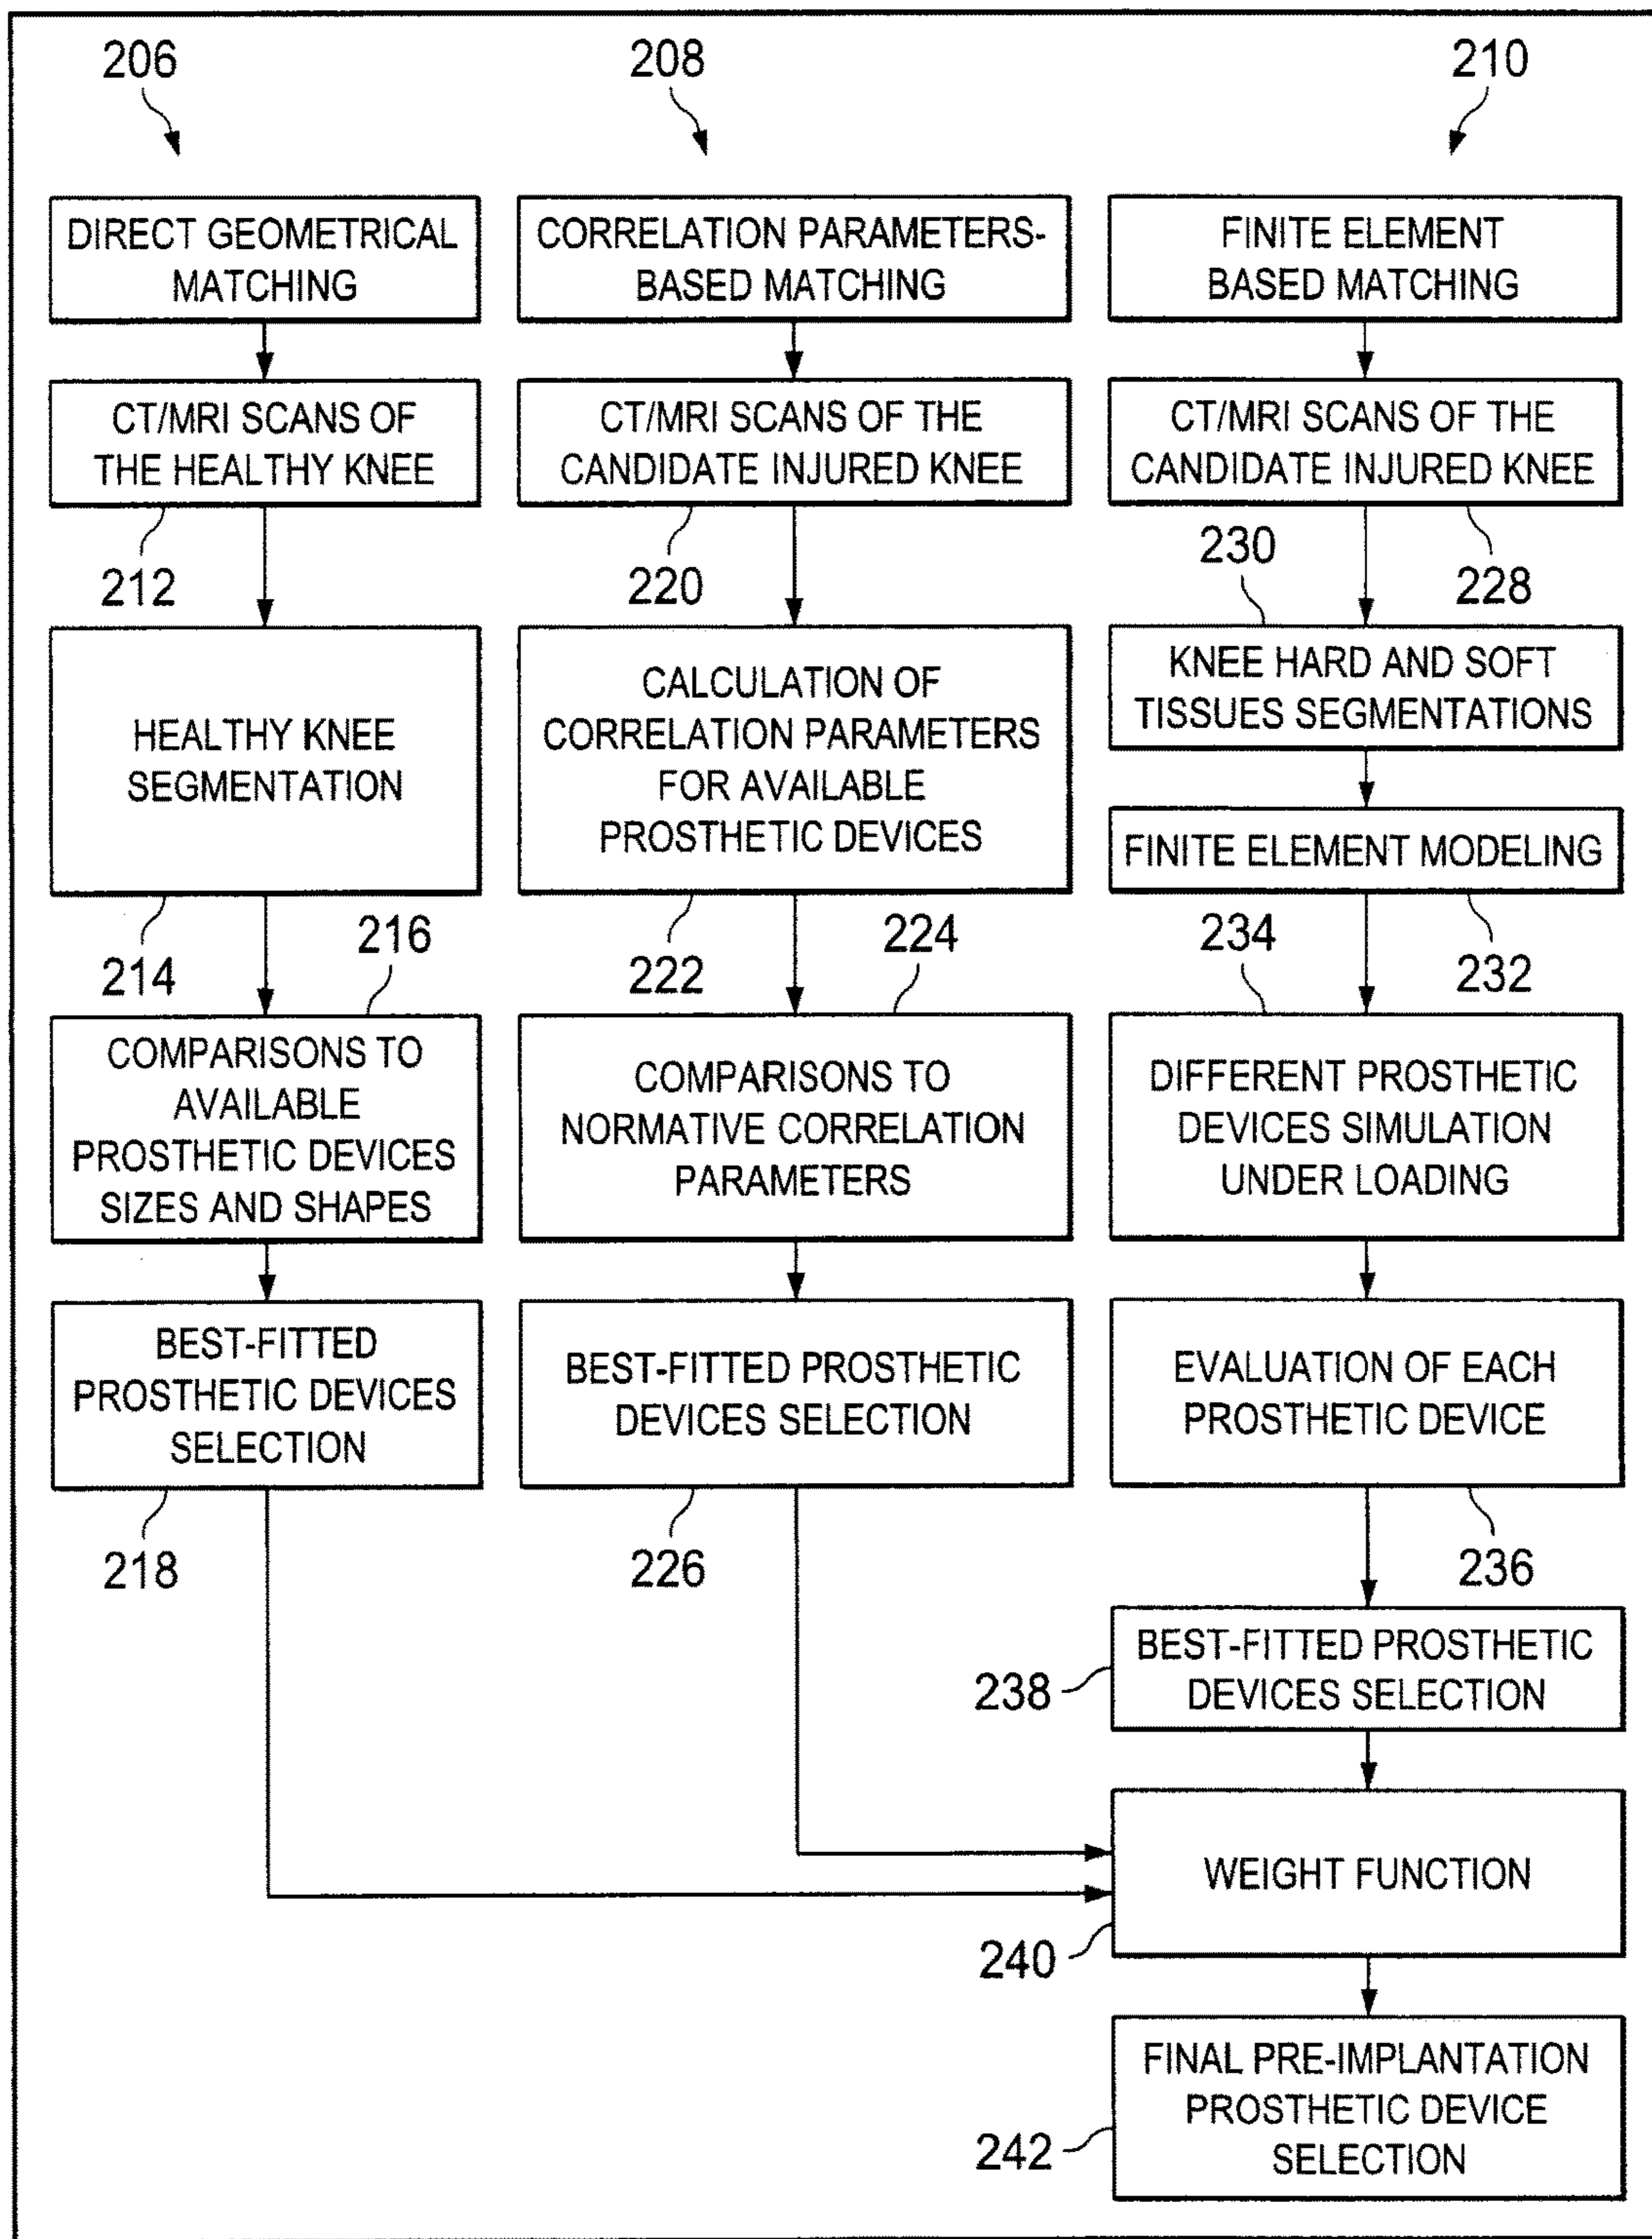 206
208
210
DIRECT GEOMETRICAL
MATCHING
CORRELATION PARAMETERS-
BASED MATCHING
FINITE ELEMENT
BASED MATCHING
CT/MRI SCANS OF
THE HEALTHY KNEE
CT/MRI SCANS OF THE
CANDIDATE INJURED KNEE
CT/MRI SCANS OF THE
CANDIDATE INJURED KNEE
212
220
230
228
HEALTHY KNEE
SEGMENTATION
CALCULATION OF
CORRELATION PARAMETERS
FOR AVAILABLE
PROSTHETIC DEVICES
KNEE HARD AND SOFT
TISSUES SEGMENTATIONS
FINITE ELEMENT MODELING
214
216
222
224
234
232
COMPARISONS TO
AVAILABLE
PROSTHETIC DEVICES
SIZES AND SHAPES
COMPARISONS TO
NORMATIVE CORRELATION
PARAMETERS
DIFFERENT PROSTHETIC
DEVICES SIMULATION
UNDER LOADING
BEST-FITTED
PROSTHETIC DEVICES
SELECTION
BEST-FITTED PROSTHETIC
DEVICES SELECTION
EVALUATION OF EACH
PROSTHETIC DEVICE
218
226
236
BEST-FITTED PROSTHETIC
DEVICES SELECTION
238
WEIGHT FUNCTION
240
FINAL PRE-IMPLANTATION
PROSTHETIC DEVICE
SELECTION
242